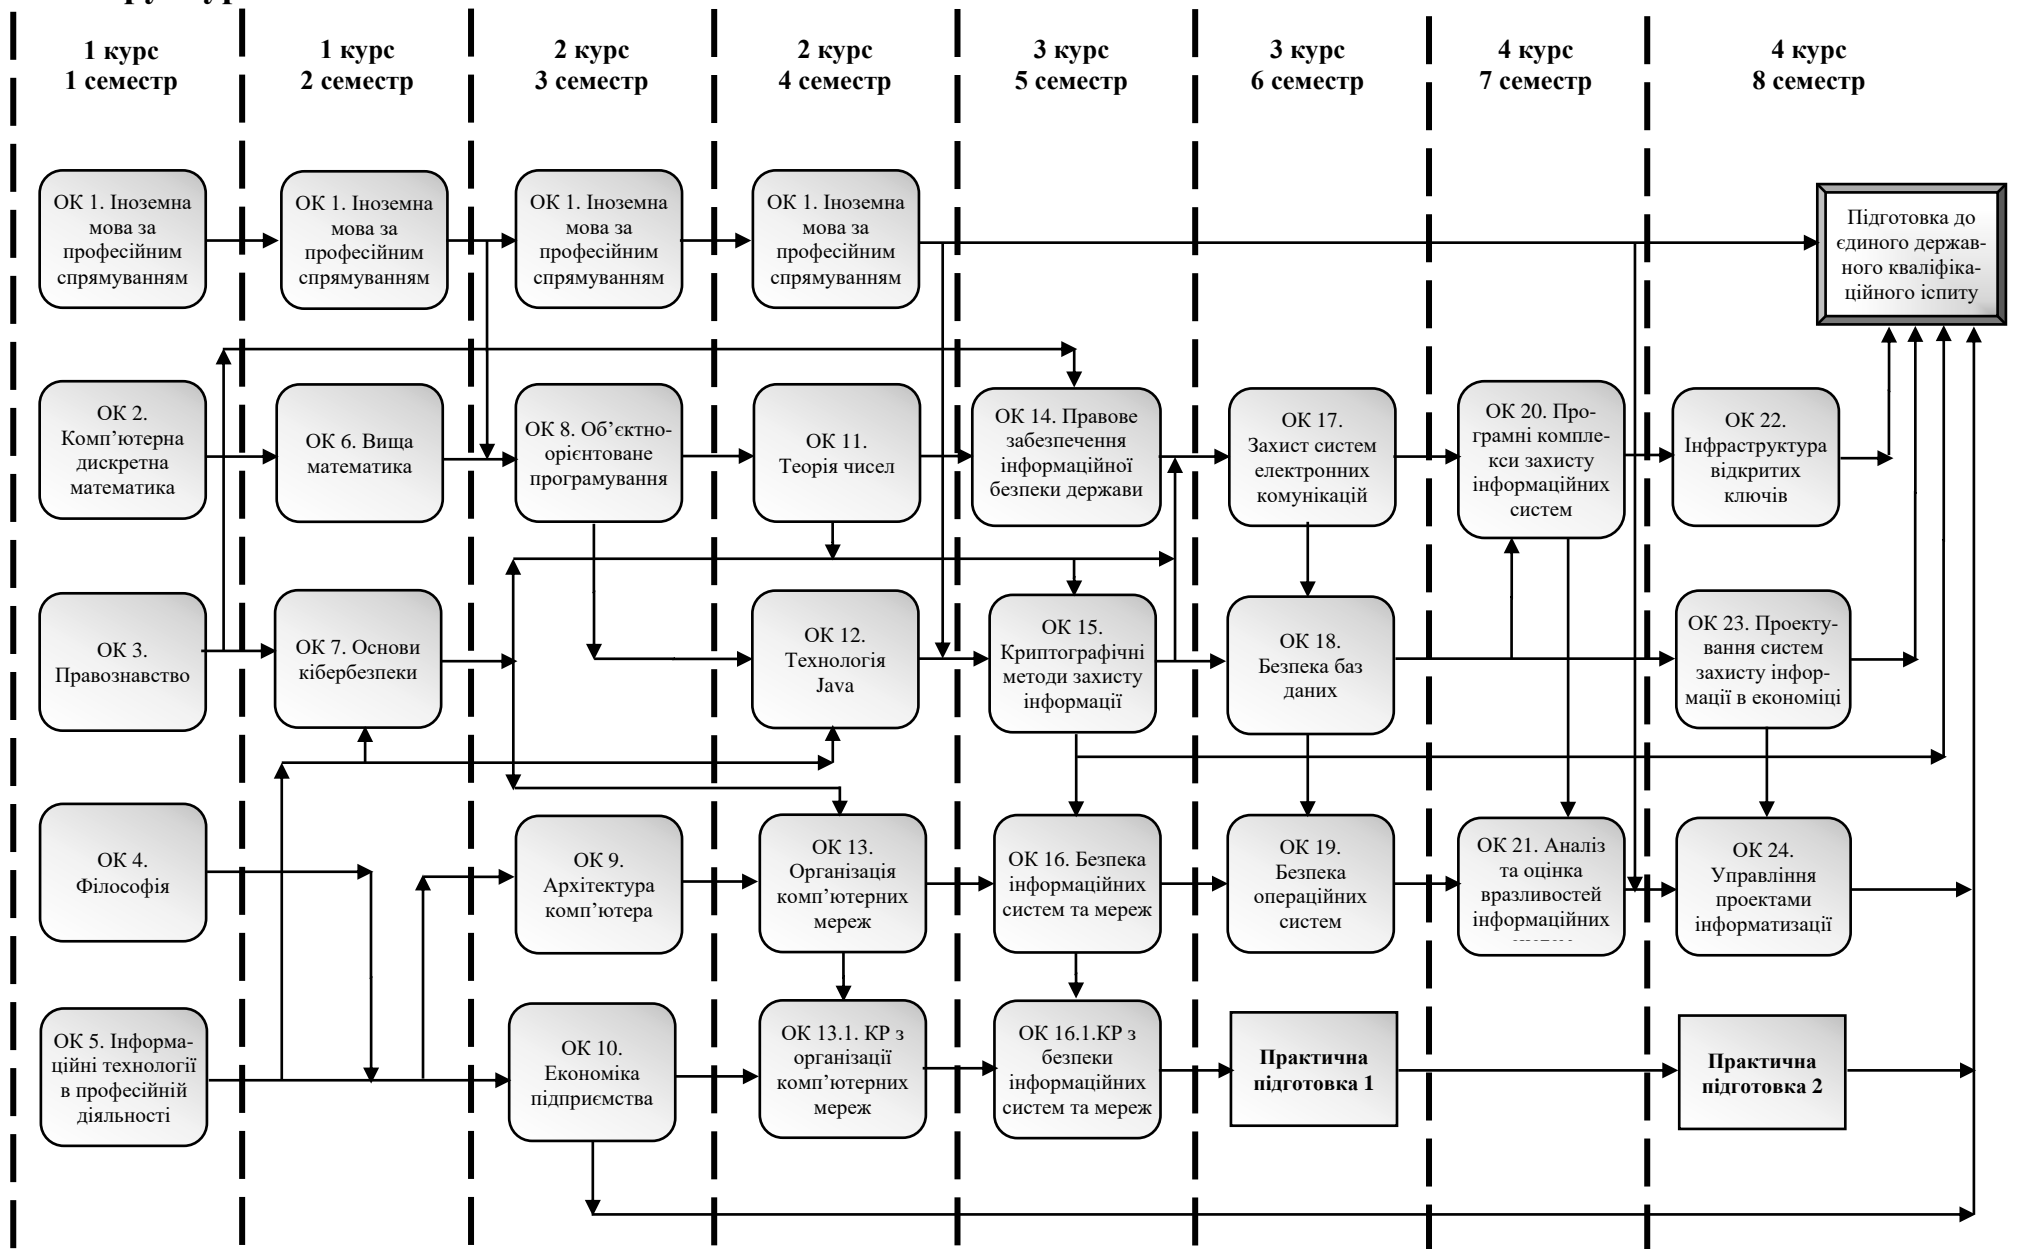 1 курс
1 семестр
1 курс
2 семестр
2 курс
3 семестр
2 курс
4 семестр
3 курс
5 семестр
3 курс
6 семестр
4 курс
7 семестр
4 курс
8 семестр
ОК 1. Іноземна
мова за
професійним
спрямуванням
ОК 1. Іноземна
мова за
професійним
спрямуванням
ОК 1. Іноземна
мова за
професійним
спрямуванням
ОК 1. Іноземна
мова за
професійним
спрямуванням
Підготовка до
єдиного держав-
ного кваліфіка-
ційного іспиту
ОК 2.
Комп’ютерна
дискретна
математика
ОК 6. Вища
математика
ОК 8. Об’єктно-
орієнтоване
програмування
ОК 11.
Теорія чисел
ОК 14. Правове
забезпечення
інформаційної
безпеки держави
ОК 17.
Захист систем
електронних
комунікацій
ОК 20. Про-
грамні компле-
кси захисту
інформаційних
систем
ОК 22.
Інфраструктура
відкритих
ключів
ОК 3.
Правознавство
ОК 7. Основи
кібербезпеки
ОК 12.
Технологія
Java
ОК 15.
Криптографічні
методи захисту
інформації
ОК 18.
Безпека баз
даних
ОК 23. Проекту-
вання систем
захисту інфор-
мації в економіці
ОК 4.
Філософія
ОК 9.
Архітектура
комп’ютера
ОК 13.
Організація
комп’ютерних
мереж
ОК 16. Безпека
інформаційних
систем та мереж
ОК 19.
Безпека
операційних
систем
ОК 21. Аналіз
та оцінка
вразливостей
інформаційних
ОК 24.
Управління
проектами
інформатизації
ОК 5. Інформа-
ційні технології
в професійній
діяльності
ОК 10.
Економіка
підприємства
ОК 13.1. КР з
організації
комп’ютерних
мереж
ОК 16.1.КР з
безпеки
інформаційних
систем та мереж
Практична
підготовка 1
Практична
підготовка 2